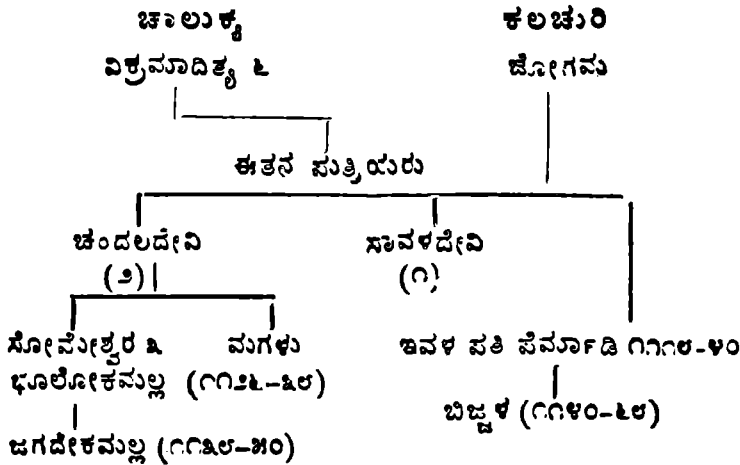 ಚಾಲುಕ್ಯ ಕಲಚುರಿ
ವಿಕ್ರಮಾದಿತ್ಯ ೬ ಜೋಗಮ
ಈತನ ಪುತ್ರಿಯರು
ಚಂದಲದೇವಿ ಸಾವಳದೇವಿ
(೨) (೧)
ಸೋಮೇಶ್ವರ ೩ ಮಗಳು ಇವಳ ಪತಿ ಪೆರ್ಮಾಡಿ ೧೧೧೮-೪೦
ಭೂಲೋಕಮಲ್ಲ (೧೧೨೬-೩೮)
ಬಿಜ್ಜಳ (೧೧೪೦-೬೮)
ಜಗದೇಕಮಲ್ಲ (೧೧೩೮-೫೦)